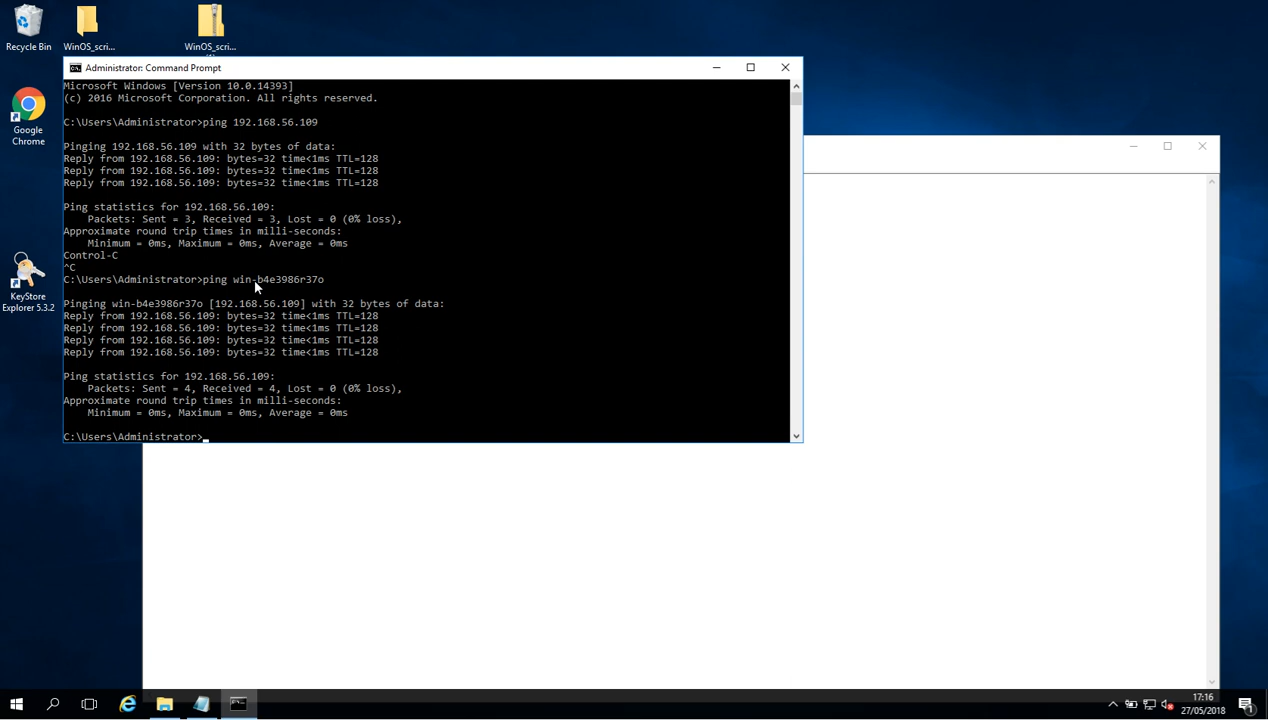 Recycle Bin
WinOS_scri...
WinOS_scri...
Administrator: Command Prompt
Microsoft Windows [Version 10.0.14393]
(c) 2016 Microsoft Corporation. All rights reserved.
C:\Users\Administrator>ping 192.168.56.109
Pinging 192.168.56.109 with 32 bytes of data:
Reply from 192.168.56.109: bytes=32 time<1ms TTL=128
Reply from 192.168.56.109: bytes=32 time<1ms TTL=128
Reply from 192.168.56.109: bytes=32 time<1ms TTL=128
Ping statistics for 192.168.56.109:
Packets: Sent = 3, Received = 3, Lost = 0 (0% loss),
Approximate round trip times in milli-seconds:
Minimum = 0ms, Maximum = 0ms, Average = 0ms
Control-C
^C
C:\Users\Administrator>ping win-b4e3986r37o
Pinging win-b4e3986r37o [192.168.56.109] with 32 bytes of data:
Reply from 192.168.56.109: bytes=32 time<1ms TTL=128
Reply from 192.168.56.109: bytes=32 time<1ms TTL=128
Reply from 192.168.56.109: bytes=32 time<1ms TTL=128
Reply from 192.168.56.109: bytes=32 time<1ms TTL=128
Ping statistics for 192.168.56.109:
Packets: Sent = 4, Received = 4, Lost = 0 (0% loss),
Approximate round trip times in milli-seconds:
Minimum = 0ms, Maximum = 0ms, Average = 0ms
C:\Users\Administrator>
Google
Chrome
KeyStore
Explorer 5.3.2
17:16
27/05/2018
1